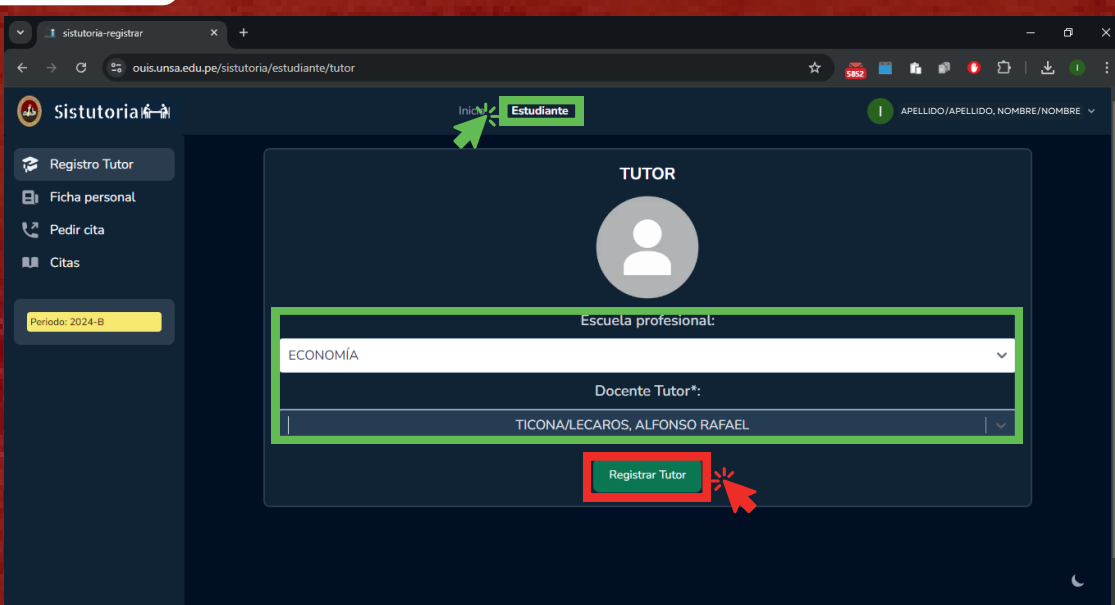 sistutoria-registrar
ouis.unsa.edu.pe/sistutoria/estudiante/tutor
5852
I
Sistutoria
Inicio
Estudiante
I
APELLIDO/APELLIDO, NOMBRE/NOMBRE
Registro Tutor
Ficha personal
Pedir cita
Citas
Periodo: 2024-B
TUTOR
Escuela profesional:
ECONOMÍA
Docente Tutor*:
TICONA/LECAROS, ALFONSO RAFAEL
Registrar Tutor